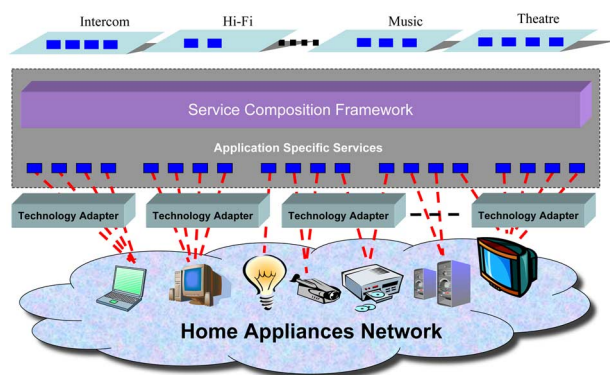 Intercom
Hi-Fi
Music
Theatre
Service Composition Framework
Application Specific Services
Technology Adapter
Technology Adapter
Technology Adapter
Technology Adapter
Home Appliances Network